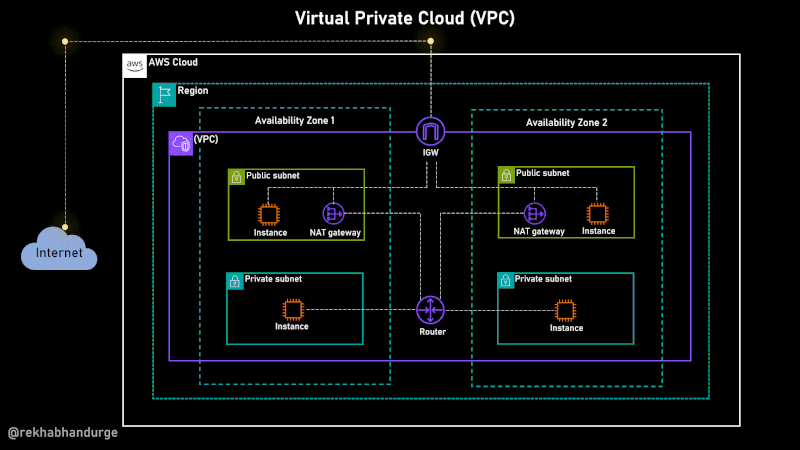 Virtual Private Cloud (VPC)
aws
AWS Cloud
Region
Availability Zone 1
Availability Zone 2
(VPC)
IGW
Public subnet
Instance
NAT gateway
Public subnet
NAT gateway
Instance
Internet
Private subnet
Instance
Router
Private subnet
Instance
@rekhabhandurge